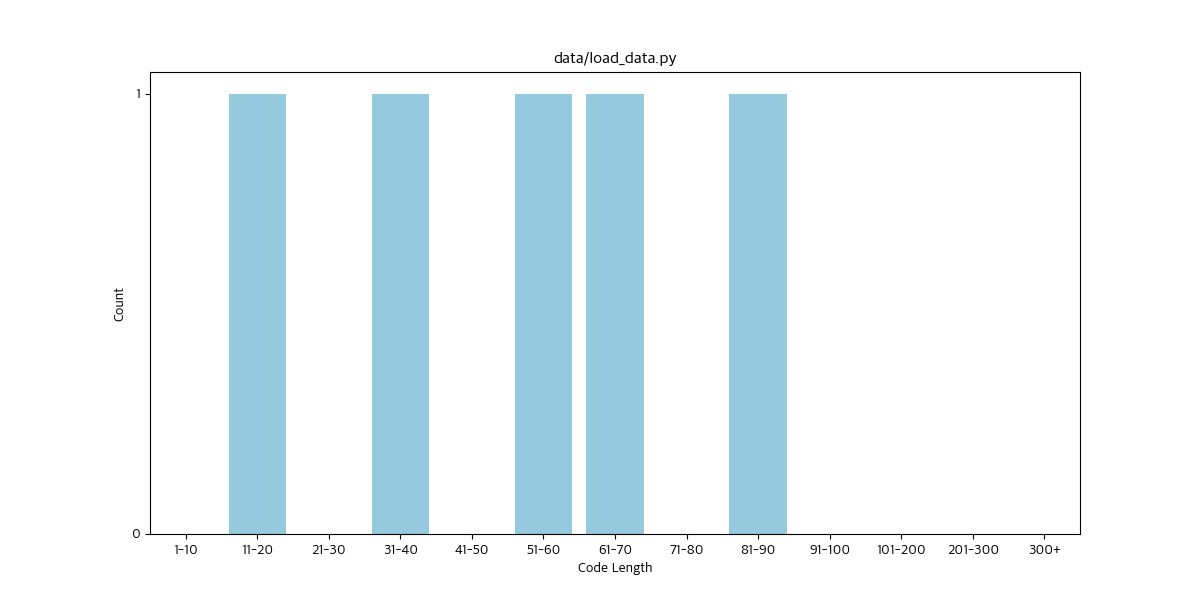 data/load_data.py
1
Count
0
1-10 11-20 21-30 31-40 41-50 51-60 61-70 71-80 81-90 91-100 101-200 201-300 300+
Code Length